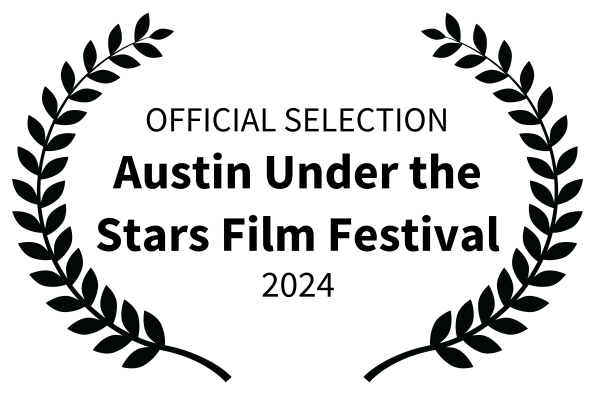 OFFICIAL SELECTION
Austin Under the
Stars Film Festival
2024